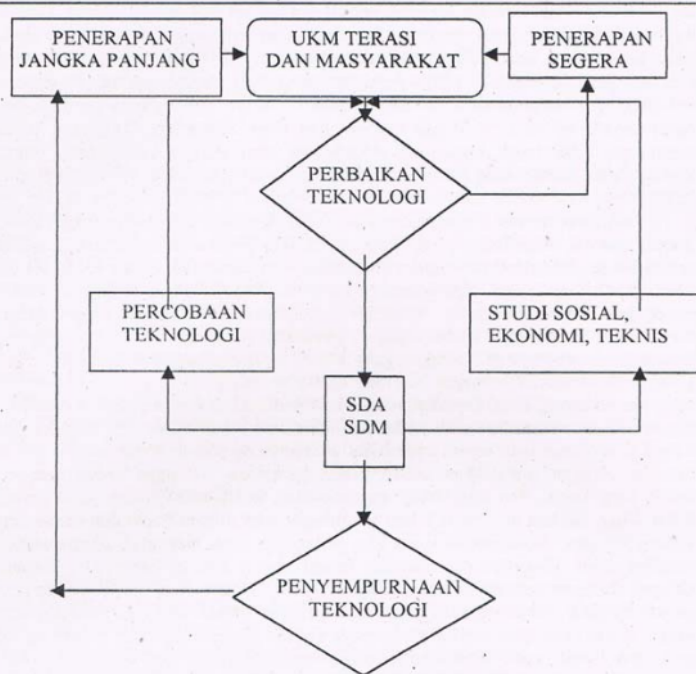 PENERAPAN
JANGKA PANJANG
UKM TERASI
DAN MASYARAKAT
PENERAPAN
SEGERA
PERBAIKAN
TEKNOLOGI
PERCOBAAN
TEKNOLOGI
STUDI SOSIAL,
EKONOMI, TEKNIS
SDA
SDM
PENYEMPURNAAN
TEKNOLOGI